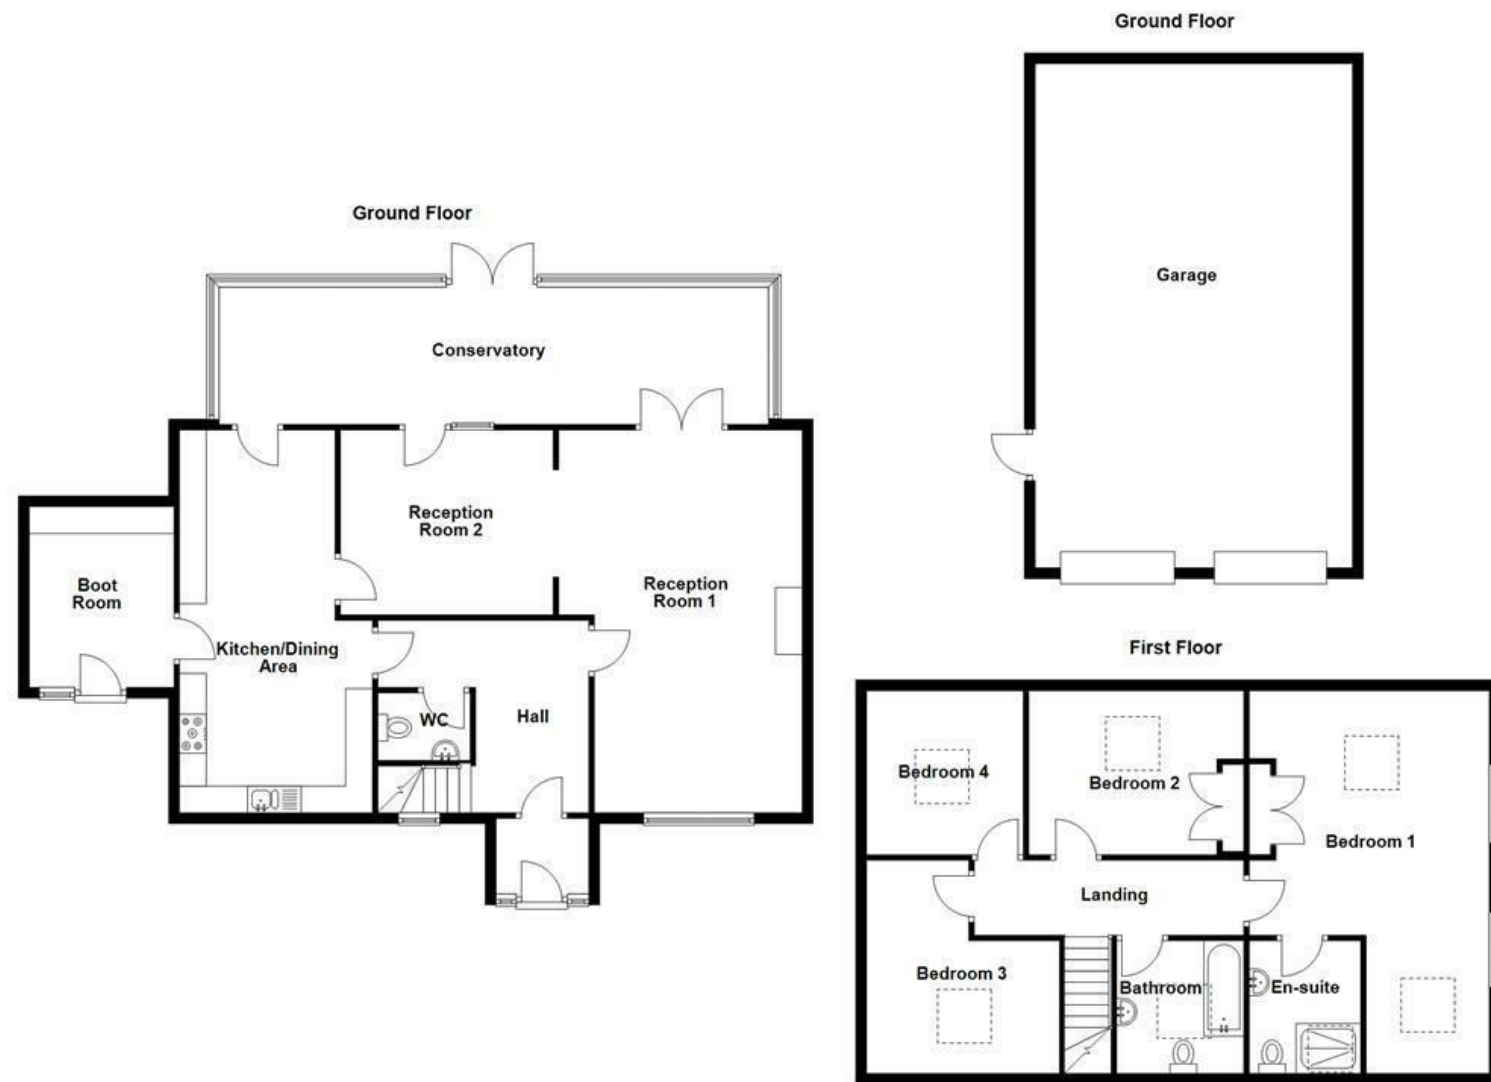 Ground Floor
Garage
Ground Floor
Conservatory
Reception
Room 2
Reception
Room 1
Boot
Room
Kitchen/Dining
Area
WC
Hall
First Floor
Bedroom 4
Bedroom 2
Bedroom 1
Landing
Bedroom 3
Bathroom
En-suite